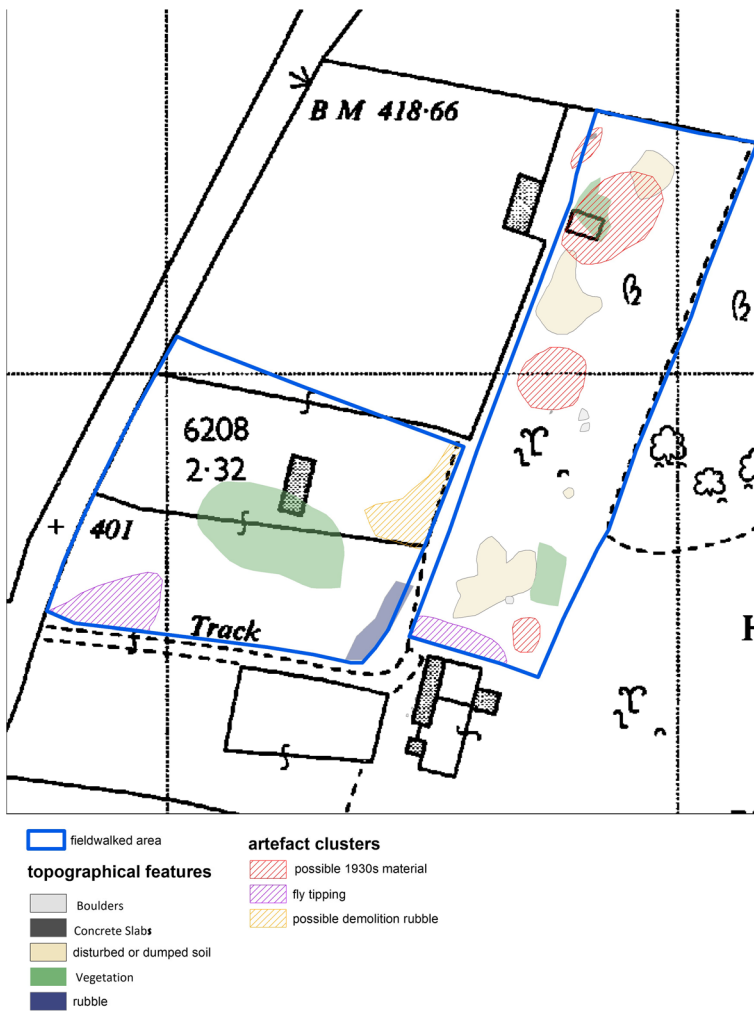 B M 418·66
6208
2·32
401
Track
H
fieldwalked area
topographical features
Boulders
Concrete Slabs
disturbed or dumped soil
Vegetation
rubble
artefact clusters
possible 1930s material
fly tipping
possible demolition rubble